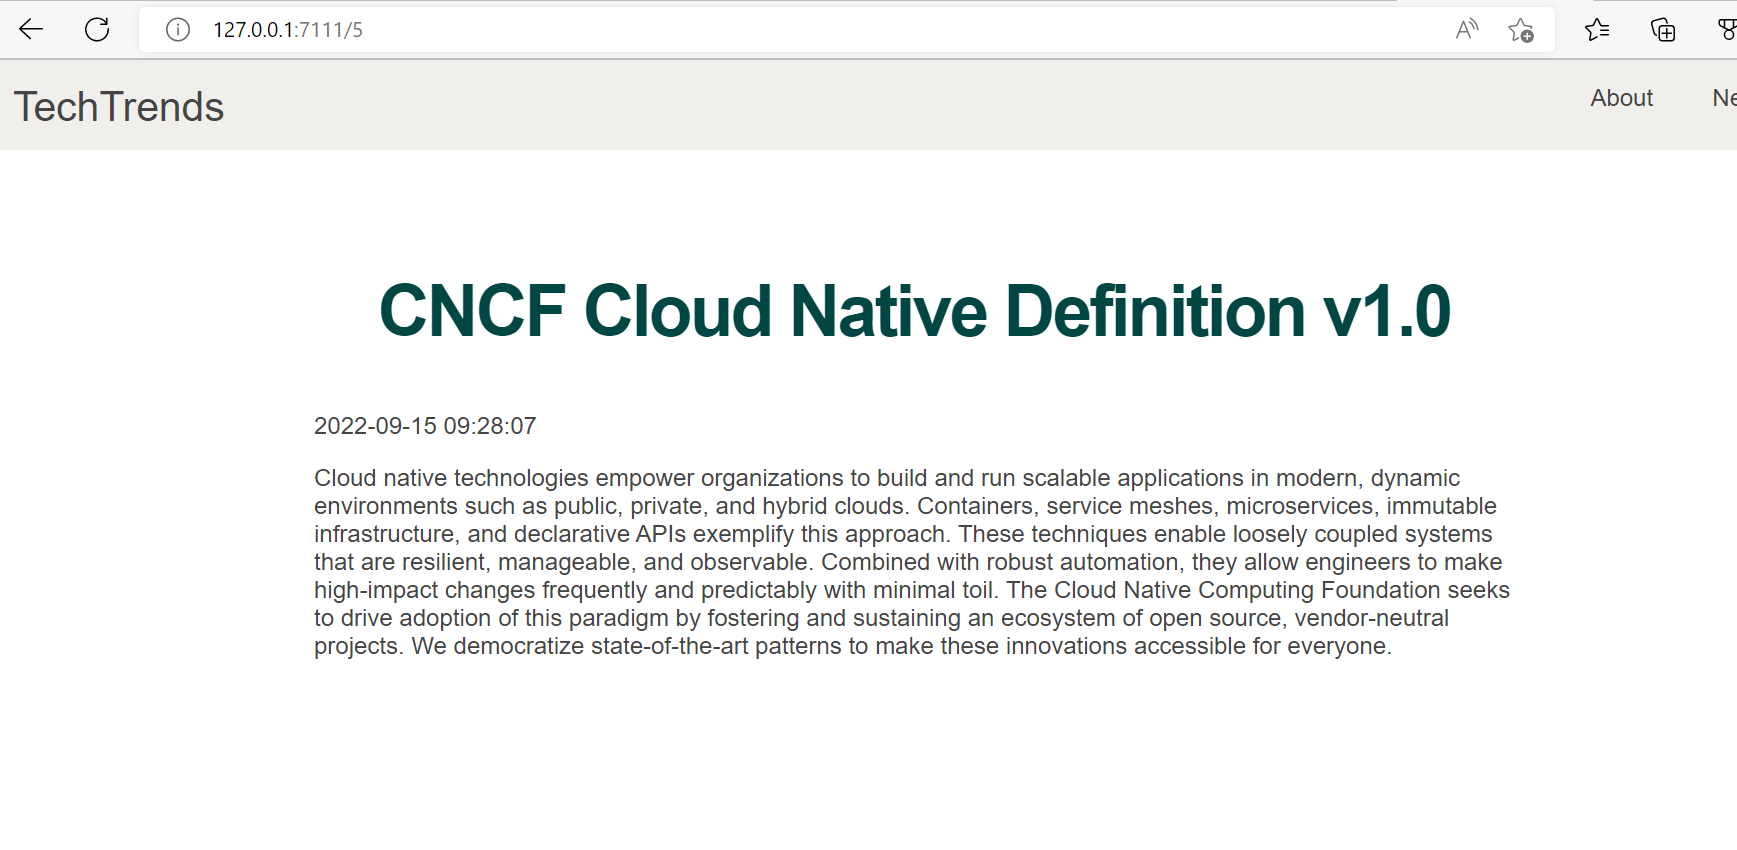 127.0.0.1:7111/5
TechTrends
About
CNCF Cloud Native Definition v1.0
2022-09-15 09:28:07
Cloud native technologies empower organizations to build and run scalable applications in modern, dynamic
environments such as public, private, and hybrid clouds. Containers, service meshes, microservices, immutable
infrastructure, and declarative APIs exemplify this approach. These techniques enable loosely coupled systems
that are resilient, manageable, and observable. Combined with robust automation, they allow engineers to make
high-impact changes frequently and predictably with minimal toil. The Cloud Native Computing Foundation seeks
to drive adoption of this paradigm by fostering and sustaining an ecosystem of open source, vendor-neutral
projects. We democratize state-of-the-art patterns to make these innovations accessible for everyone.